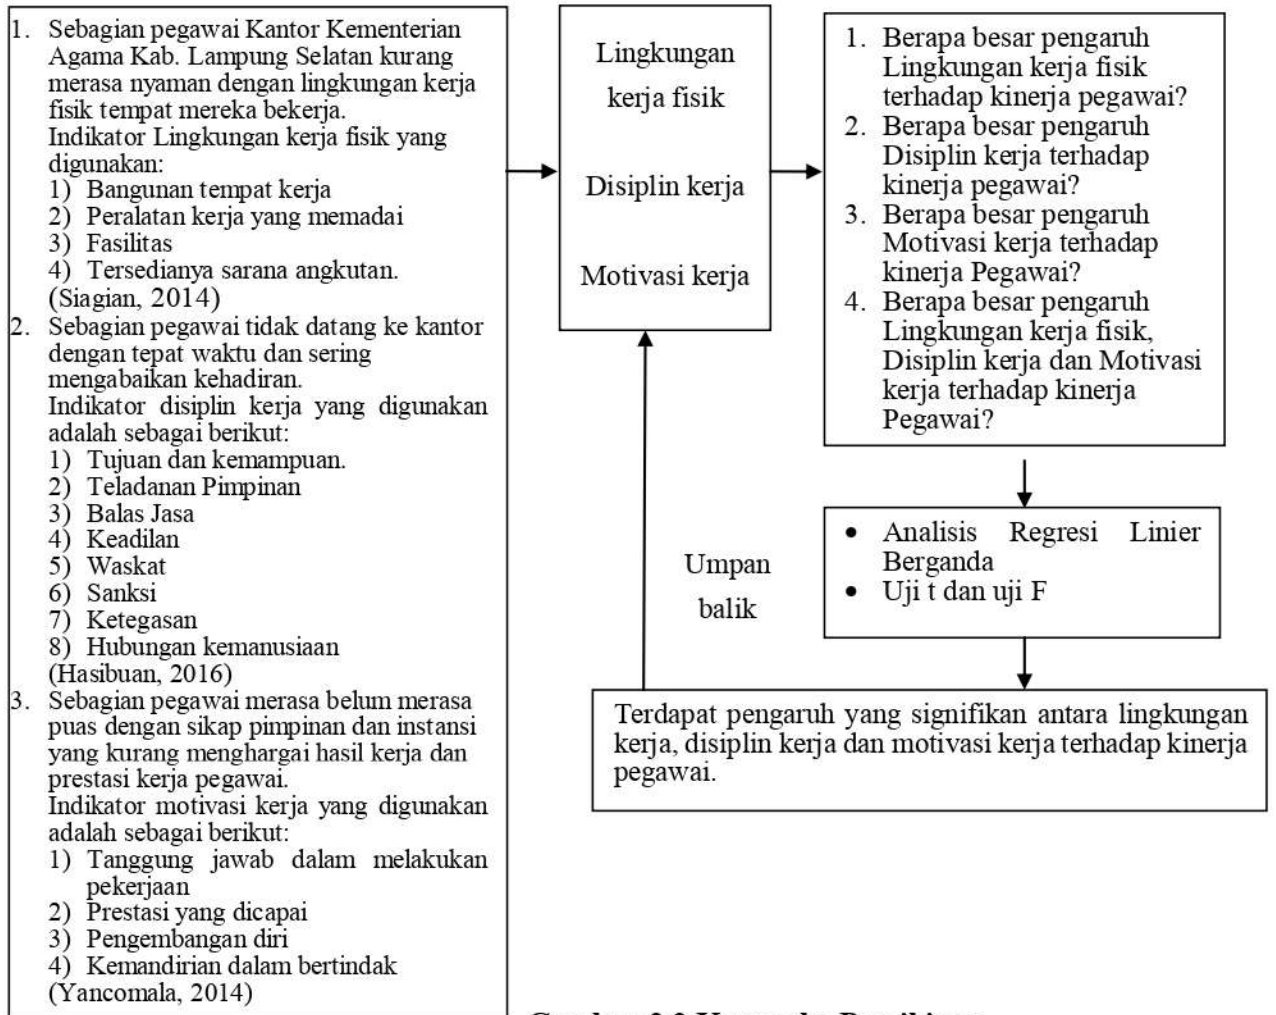 1. Sebagian pegawai Kantor Kementerian
Agama Kab. Lampung Selatan kurang
merasa nyaman dengan lingkungan kerja
fisik tempat mereka bekerja.
Indikator Lingkungan kerja fisik yang
digunakan:
1) Bangunan tempat kerja
2) Peralatan kerja yang memadai
3) Fasilitas
4) Tersedianya sarana angkutan.
(Siagian, 2014)
2. Sebagian pegawai tidak datang ke kantor
dengan tepat waktu dan sering
mengabaikan kehadiran.
Indikator disiplin kerja yang digunakan
adalah sebagai berikut:
1) Tujuan dan kemampuan.
2) Teladanan Pimpinan
3) Balas Jasa
4) Keadilan
5) Waskat
6) Sanksi
7) Ketegasan
8) Hubungan kemanusiaan
(Hasibuan, 2016)
3. Sebagian pegawai merasa belum merasa
puas dengan sikap pimpinan dan instansi
yang kurang menghargai hasil kerja dan
prestasi kerja pegawai.
Indikator motivasi kerja yang digunakan
adalah sebagai berikut:
1) Tanggung jawab dalam melakukan
pekerjaan
2) Prestasi yang dicapai
3) Pengembangan diri
4) Kemandirian dalam bertindak
(Yancomala, 2014)
Lingkungan
kerja fisik
Disiplin kerja
Motivasi kerja
1. Berapa besar pengaruh
Lingkungan kerja fisik
terhadap kinerja pegawai?
2. Berapa besar pengaruh
Disiplin kerja terhadap
kinerja pegawai?
3. Berapa besar pengaruh
Motivasi kerja terhadap
kinerja Pegawai?
4. Berapa besar pengaruh
Lingkungan kerja fisik,
Disiplin kerja dan Motivasi
kerja terhadap kinerja
Pegawai?
• Analisis Regresi Linier
Berganda
• Uji t dan uji F
Umpan
balik
Terdapat pengaruh yang signifikan antara lingkungan
kerja, disiplin kerja dan motivasi kerja terhadap kinerja
pegawai.